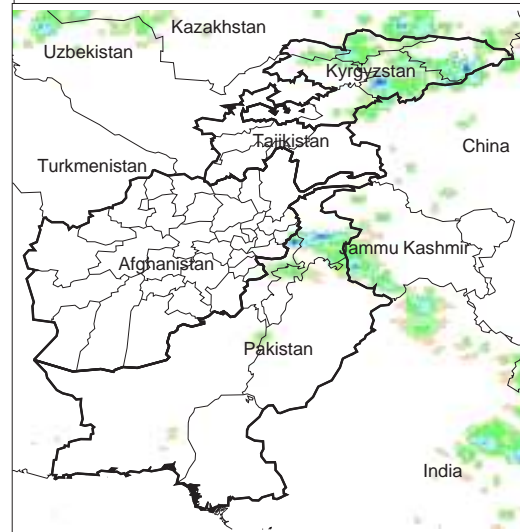 Kazakhstan
Uzbekistan
Kyrgyzstan
Tajikistan
China
Turkmenistan
Jammu Kashmir
Afghanistan
Pakistan
India